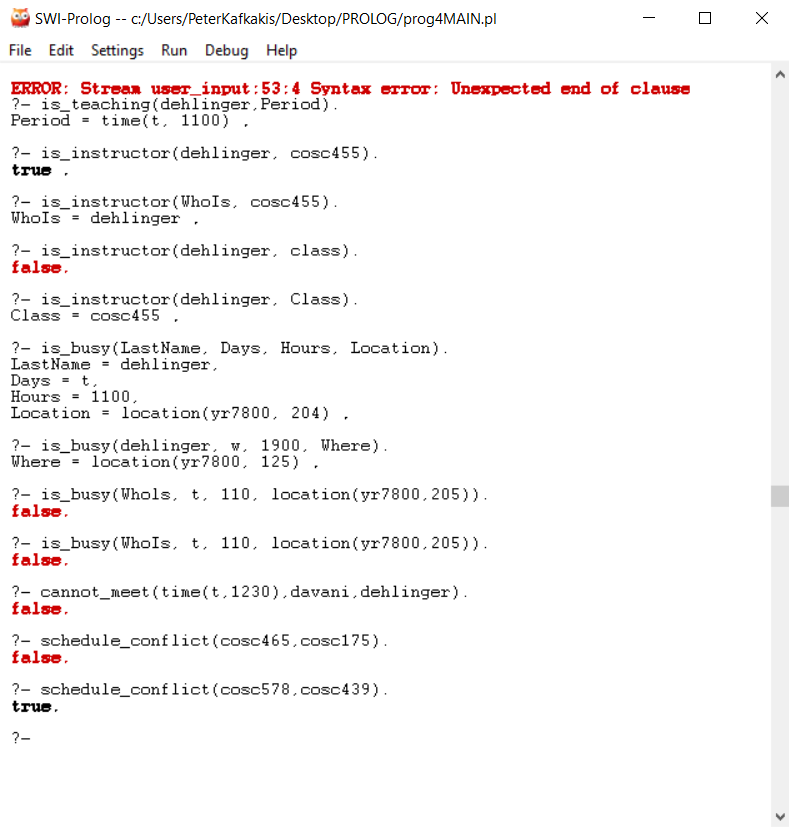 SWI-Prolog -- c:/Users/PeterKafkakis/Desktop/PROLOG/prog4MAIN.pl
File Edit Settings Run Debug Help
ERROR: Stream user_input:53:4 Syntax error: Unexpected end of clause
?- is_teaching(dehlinger,Period).
Period = time(t, 1100) .
?- is_instructor(dehlinger, cosc455).
true .
?- is_instructor(WhoIs, cosc455).
WhoIs = dehlinger .
?- is_instructor(dehlinger, class).
false.
?- is_instructor(dehlinger, Class).
Class = cosc455 .
?- is_busy(LastName, Days, Hours, Location).
LastName = dehlinger,
Days = t,
Hours = 1100,
Location = location(yr7800, 204) .
?- is_busy(dehlinger, w, 1900, Where).
Where = location(yr7800, 125) .
?- is_busy(Whols, t, 110, location(yr7800,205)).
false.
?- is_busy(WhoIs, t, 110, location(yr7800,205)).
false.
?- cannot_meet(time(t,1230),davani,dehlinger).
false.
?- schedule_conflict(cosc465,cosc175).
false.
?- schedule_conflict(cosc578,cosc439).
true.
?-